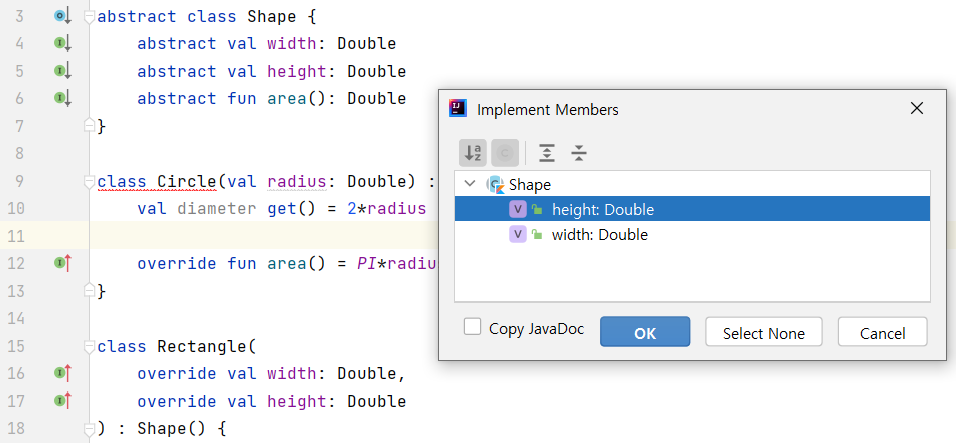 3 abstract class Shape {
4 abstract val width: Double
5 abstract val height: Double
6 abstract fun area(): Double
7 }
8
9 class Circle(val radius: Double) :
10 val diameter get() = 2*radius
11
12 override fun area() = PI*radiu
13 }
14
15 class Rectangle(
16 override val width: Double,
17 override val height: Double
18 ) : Shape() {
Implement Members
Shape
height: Double
width: Double
Copy JavaDoc
OK
Select None
Cancel